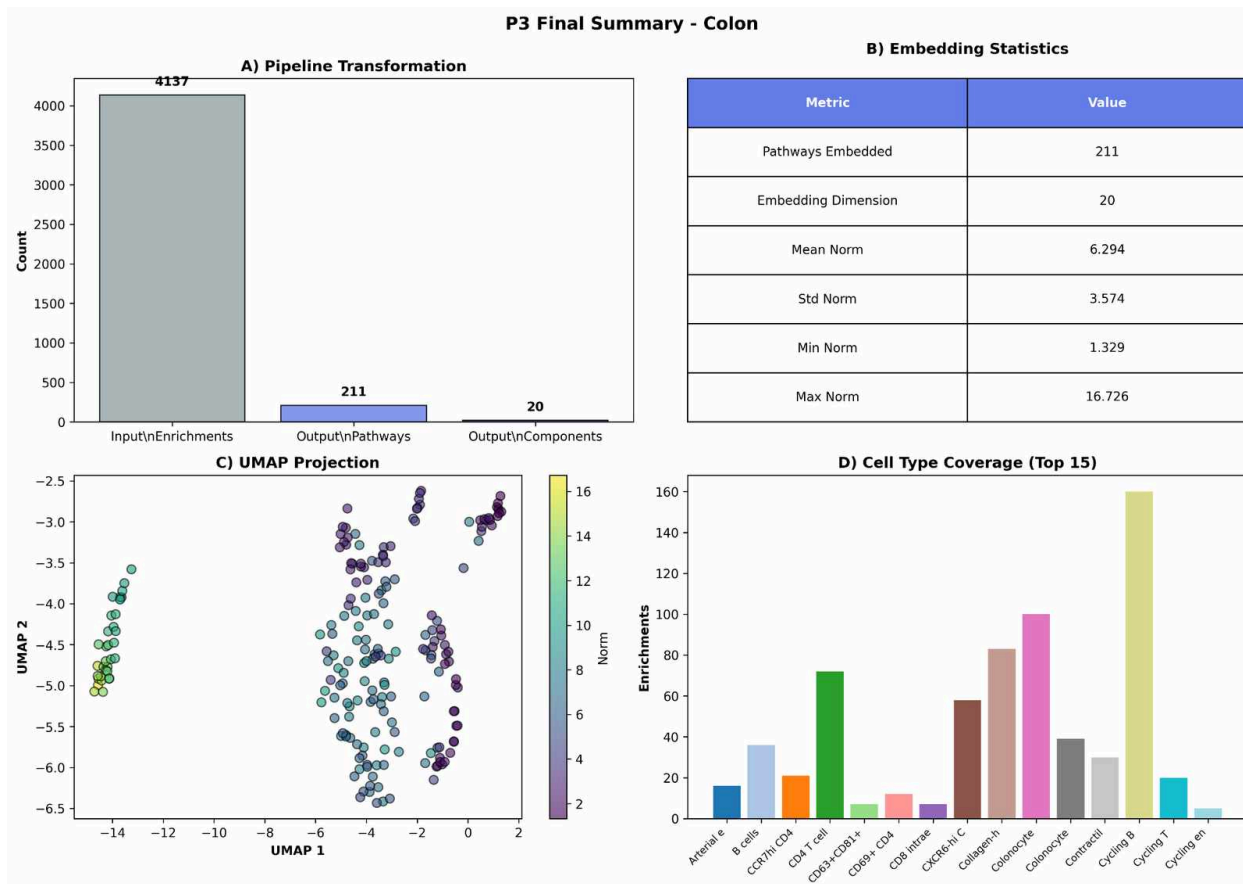 P3 Final Summary - Colon
A) Pipeline Transformation
Count
4000
3500
3000
2500
2000
1500
1000
500
0
4137
211
20
Input\nEnrichments
Output\nPathways
Output\nComponents
B) Embedding Statistics
Metric Value
Pathways Embedded 211
Embedding Dimension 20
Mean Norm 6.294
Std Norm 3.574
Min Norm 1.329
Max Norm 16.726
C) UMAP Projection
UMAP 2
−2.5
−3.0
−3.5
−4.0
−4.5
−5.0
−5.5
−6.0
−6.5
−14 −12 −10 −8 −6 −4 −2 0 2
UMAP 1
16
14
12
10
8
6
4
2
Norm
D) Cell Type Coverage (Top 15)
Enrichments
160
140
120
100
80
60
40
20
0
Arterial e
B cells
CCR7hi CD4
CD4 T cell
CD63+CD81+
CD69+ CD4
CD8 intrae
CXCR6-hi C
Collagen-h
Colonocyte
Colonocyte
Contractil
Cycling B
Cycling T
Cycling en